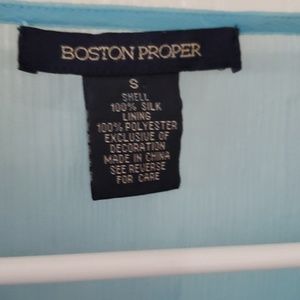 BOSTON PROPER
S
SHELL
100% SILK
LINING
100% POLYESTER
EXCLUSIVE OF
DECORATION
MADE IN CHINA
SEE REVERSE
FOR CARE